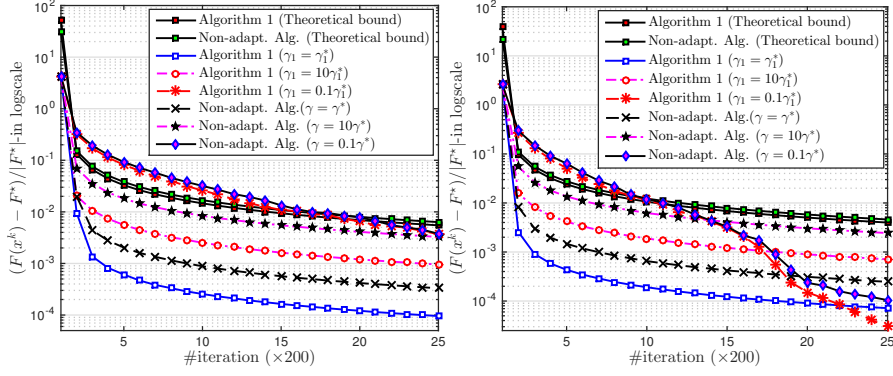 (F(x^k) − F*)/|F*|-in logscale
10^1
10^0
10^-1
10^-2
10^-3
10^-4
5
10
15
20
25
#iteration (×200)
Algorithm 1 (Theoretical bound)
Non-adapt. Alg. (Theoretical bound)
Algorithm 1 (γ₁ = γ₁*)
Algorithm 1 (γ₁ = 10γ₁*)
Algorithm 1 (γ₁ = 0.1γ₁*)
Non-adapt. Alg.(γ = γ*)
Non-adapt. Alg. (γ = 10γ*)
Non-adapt. Alg. (γ = 0.1γ*)
(F(x^k) − F*)/|F*|-in logscale
10^1
10^0
10^-1
10^-2
10^-3
10^-4
5
10
15
20
25
#iteration (×200)
Algorithm 1 (Theoretical bound)
Non-adapt. Alg. (Theoretical bound)
Algorithm 1 (γ₁ = γ₁*)
Algorithm 1 (γ₁ = 10γ₁*)
Algorithm 1 (γ₁ = 0.1γ₁*)
Non-adapt. Alg.(γ = γ*)
Non-adapt. Alg. (γ = 10γ*)
Non-adapt. Alg. (γ = 0.1γ*)